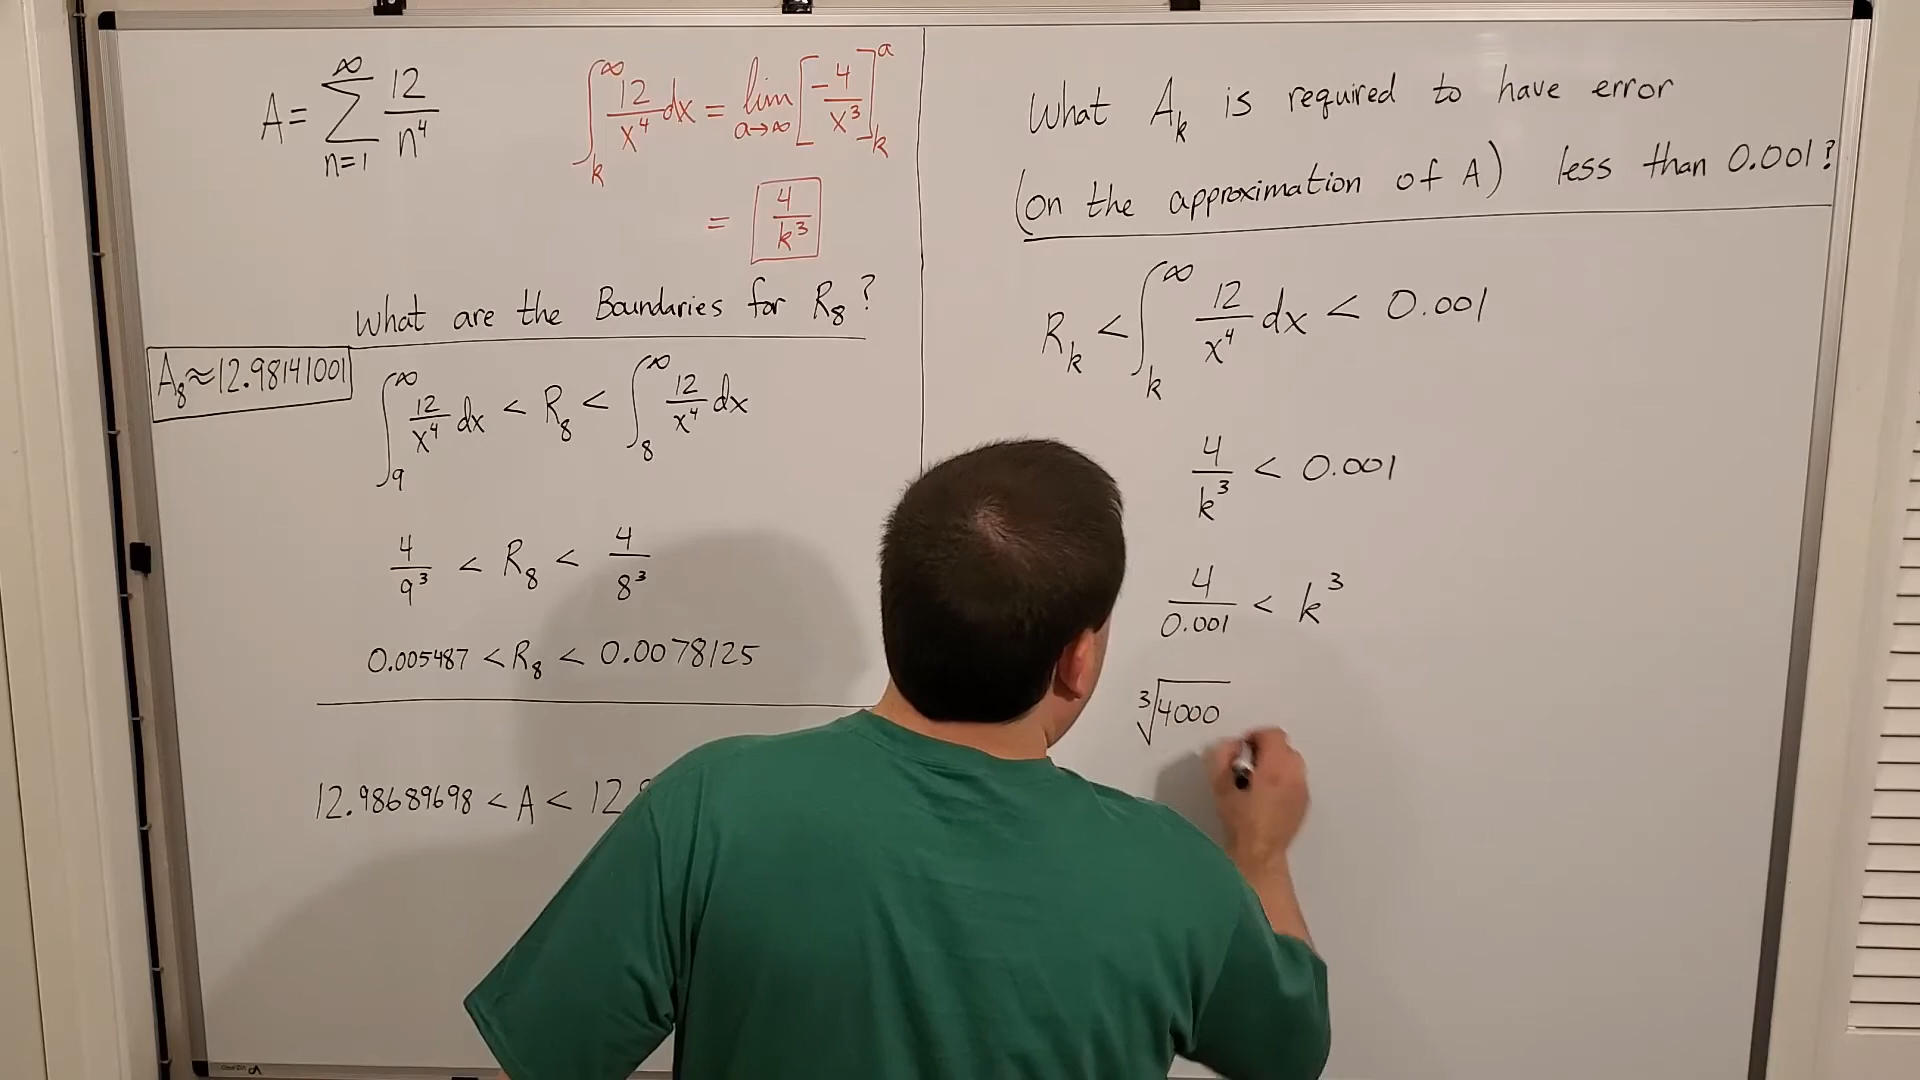 A = ∑_{n=1}^{∞} 12/n⁴
∫_k^∞ 12/x⁴ dx = lim_{a→∞} [-4/x³]_k^a
= 4/k³
What are the Boundaries for R₈?
A₈≈12.98141001
∫_9^∞ 12/x⁴ dx < R₈ < ∫_8^∞ 12/x⁴ dx
4/9³ < R₈ < 4/8³
0.005487 < R₈ < 0.0078125
12.98689698 < A < 12.
What A_k is required to have error
(on the approximation of A) less than 0.001?
R_k < ∫_k^∞ 12/x⁴ dx < 0.001
4/k³ < 0.001
4/0.001 < k³
∛4000